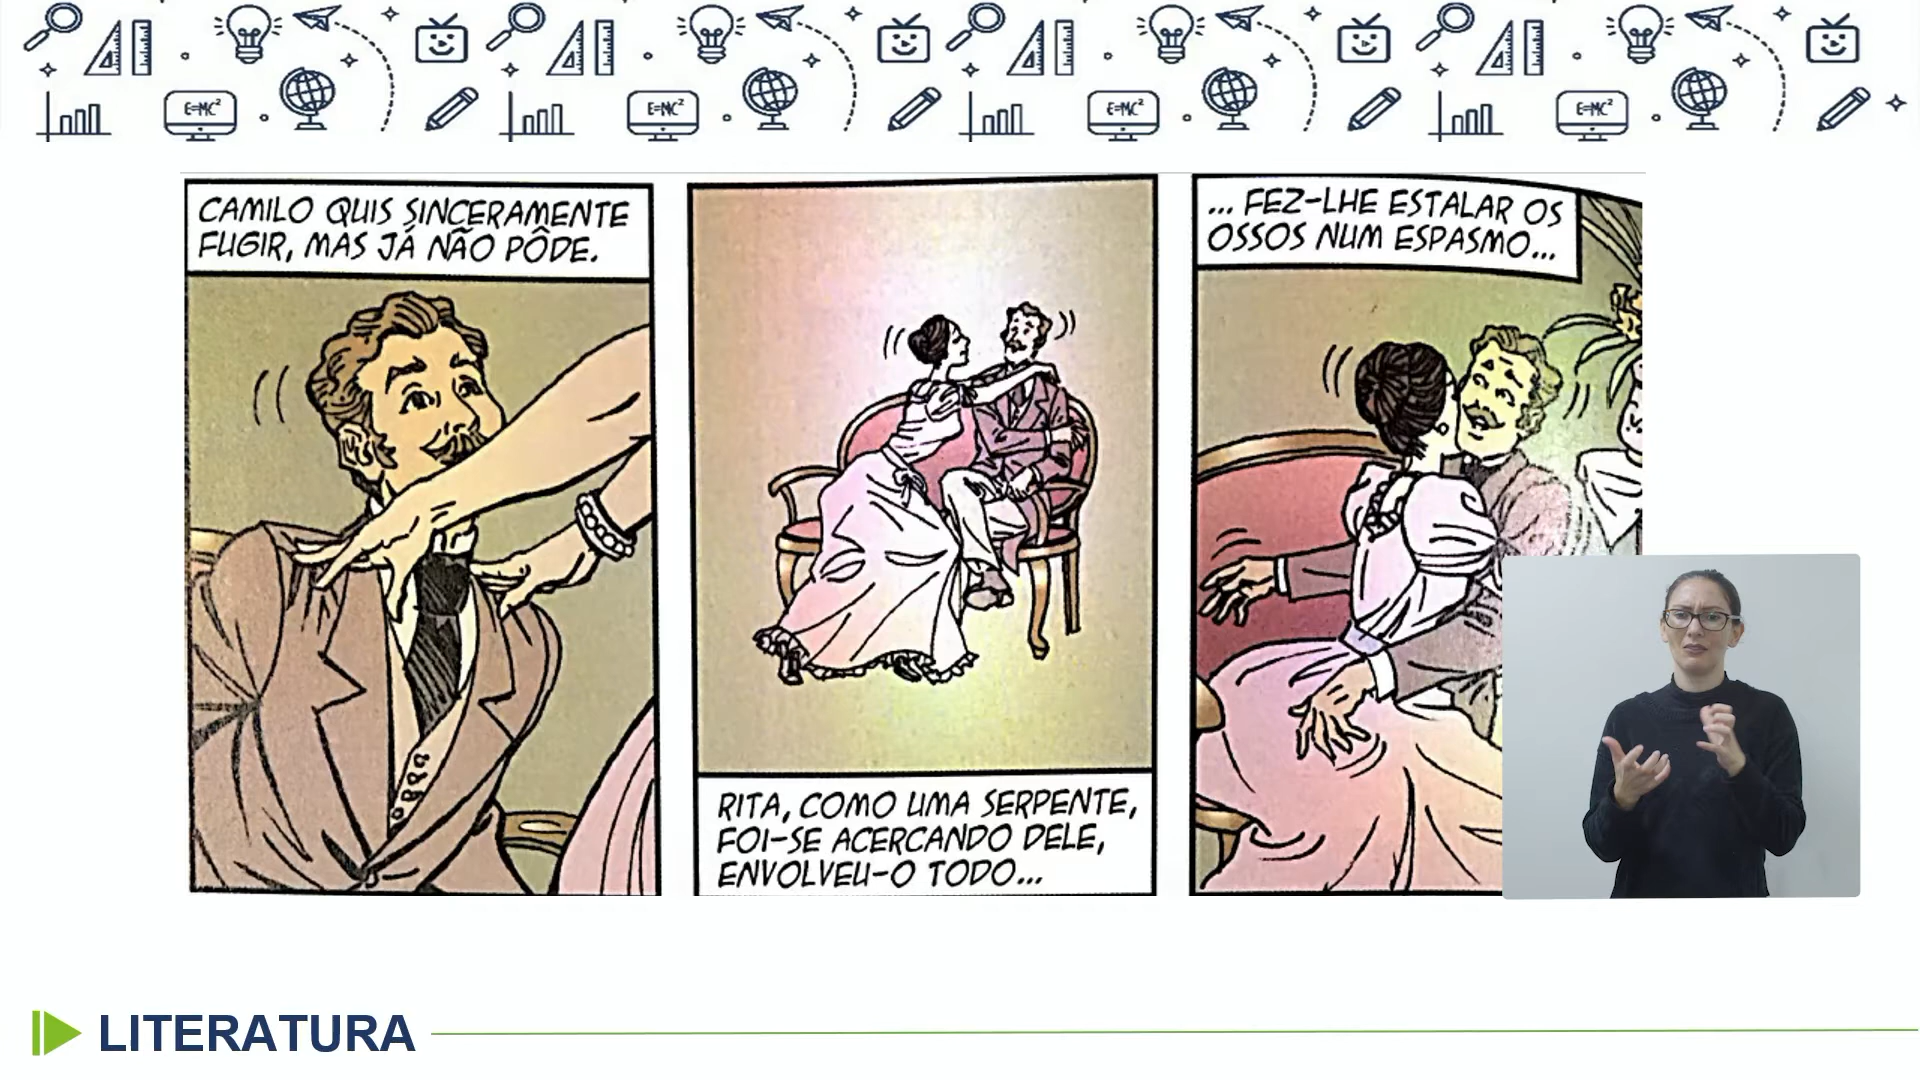 E=MC²
E=MC²
E=MC²
E=MC²
CAMILO QUIS SINCERAMENTE
FUGIR, MAS JÁ NÃO PÔDE.
RITA, COMO UMA SERPENTE,
FOI-SE ACERCANDO DELE,
ENVOLVEU-O TODO...
... FEZ-LHE ESTALAR OS
OSSOS NUM ESPASMO...
LITERATURA